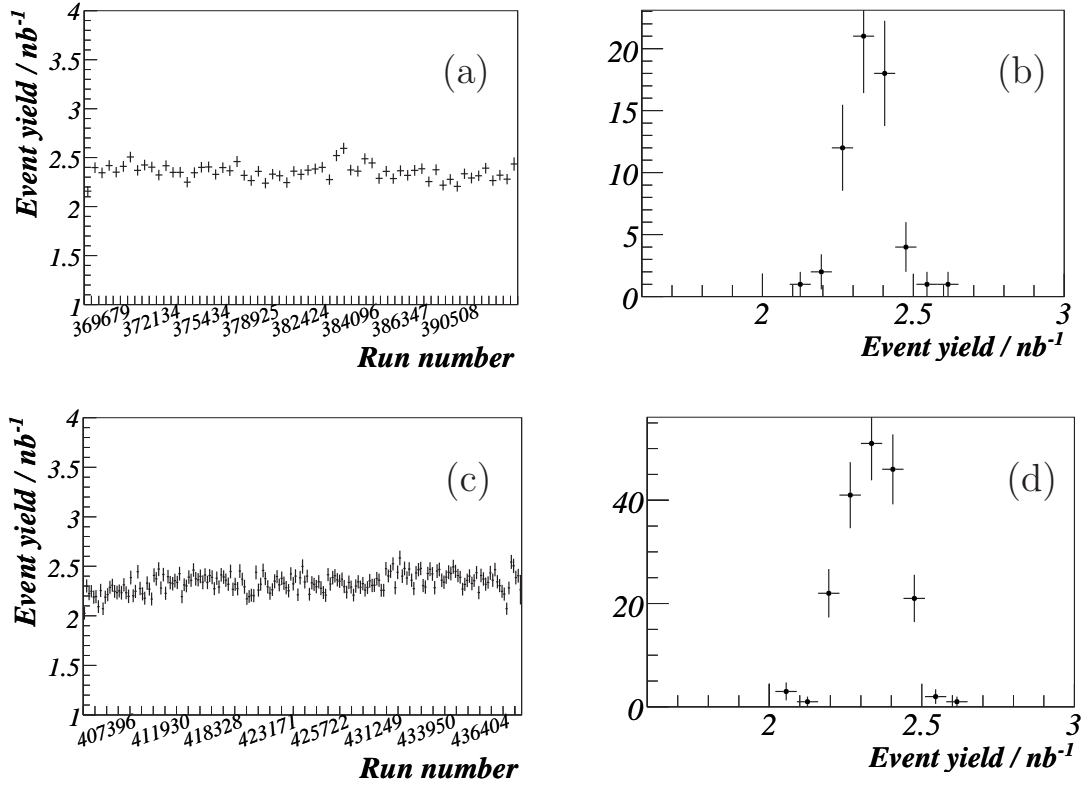 Event yield / nb-1
4
3.5
3
2.5
2
1.5
1
(a)
369679 372134 375434 378925 382424 384096 386347 390508
Run number
20
15
10
5
0
(b)
2 2.5 3
Event yield / nb-1
Event yield / nb-1
4
3.5
3
2.5
2
1.5
1
(c)
407396 411930 418328 423171 425722 431249 433950 436404
Run number
40
20
0
(d)
2 2.5 3
Event yield / nb-1